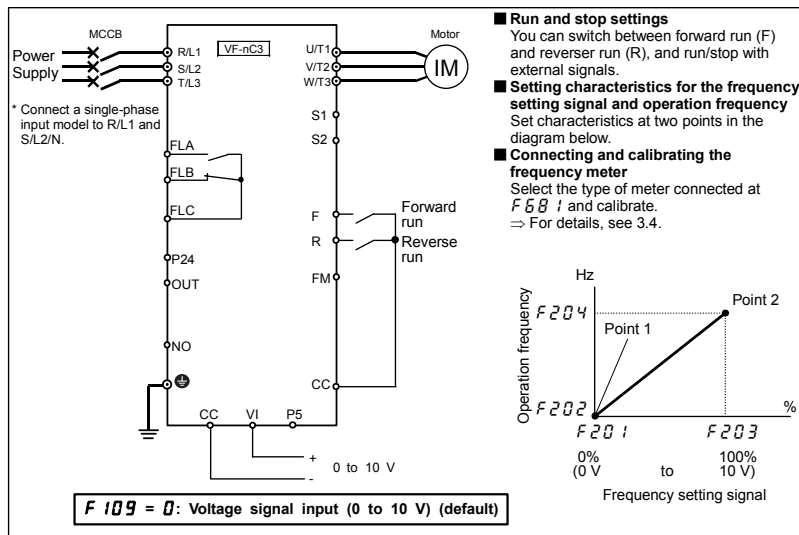 MCCB
Power
Supply
R/L1
S/L2
T/L3
VF-nC3
U/T1
V/T2
W/T3
Motor
IM
* Connect a single-phase
input model to R/L1 and
S/L2/N.
S1
S2
FLA
FLB
FLC
F
R
Forward
run
Reverse
run
P24
OUT
FM
NO
CC
CC
VI
P5
+
-
0 to 10 V
F109 = 0: Voltage signal input (0 to 10 V) (default)
■ Run and stop settings
You can switch between forward run (F)
and reverser run (R), and run/stop with
external signals.
■ Setting characteristics for the frequency
setting signal and operation frequency
Set characteristics at two points in the
diagram below.
■ Connecting and calibrating the
frequency meter
Select the type of meter connected at
F681 and calibrate.
⇒ For details, see 3.4.
Hz
Operation frequency
F204
F202
Point 1
Point 2
%
F201
F203
0%
(0 V
to
100%
10 V)
Frequency setting signal